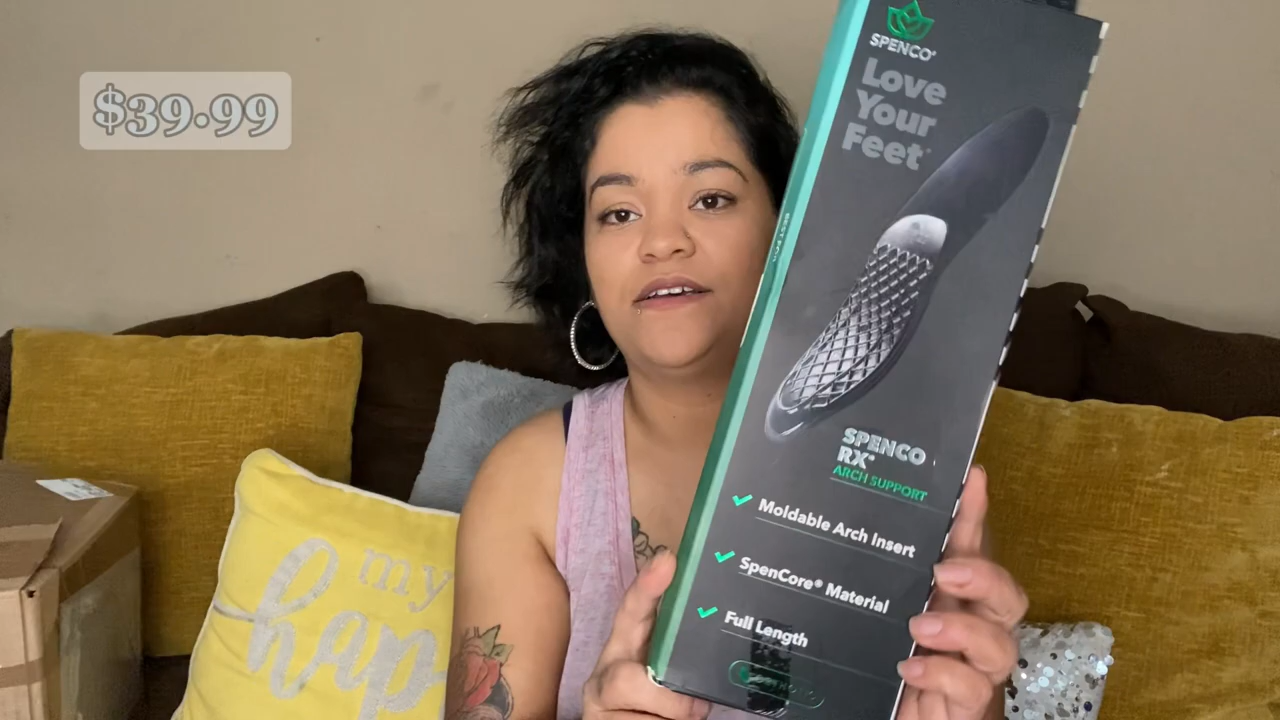 $39.99
SPENCO®
Love
Your
Feet
SPENCO
RX®
ARCH SUPPORT
Moldable Arch Insert
SpenCore® Material
Full Length
my
hap